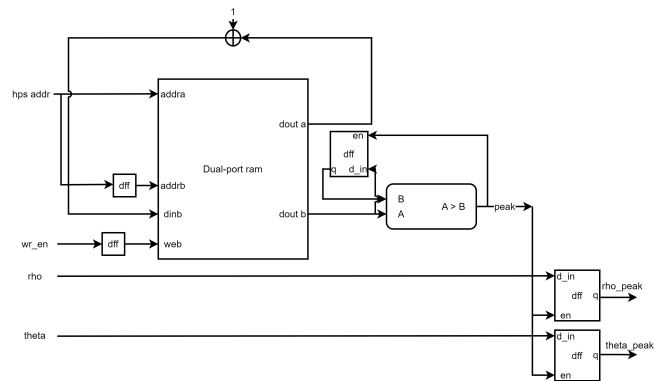 1
hps addr
addra
dout a
en
dff
Dual-port ram
q
d_in
dff
addrb
B
A > B
peak
dinb
dout b
A
wr_en
dff
web
rho
d_in
rho_peak
dff
q
en
theta
d_in
theta_peak
dff
q
en